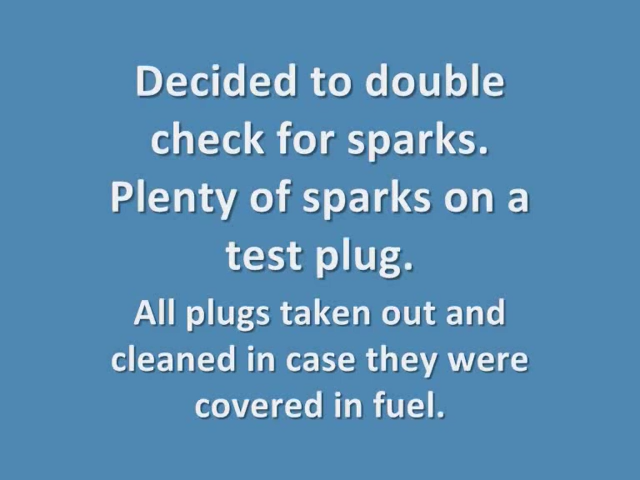 Decided to double
check for sparks.
Plenty of sparks on a
test plug.
All plugs taken out and
cleaned in case they were
covered in fuel.